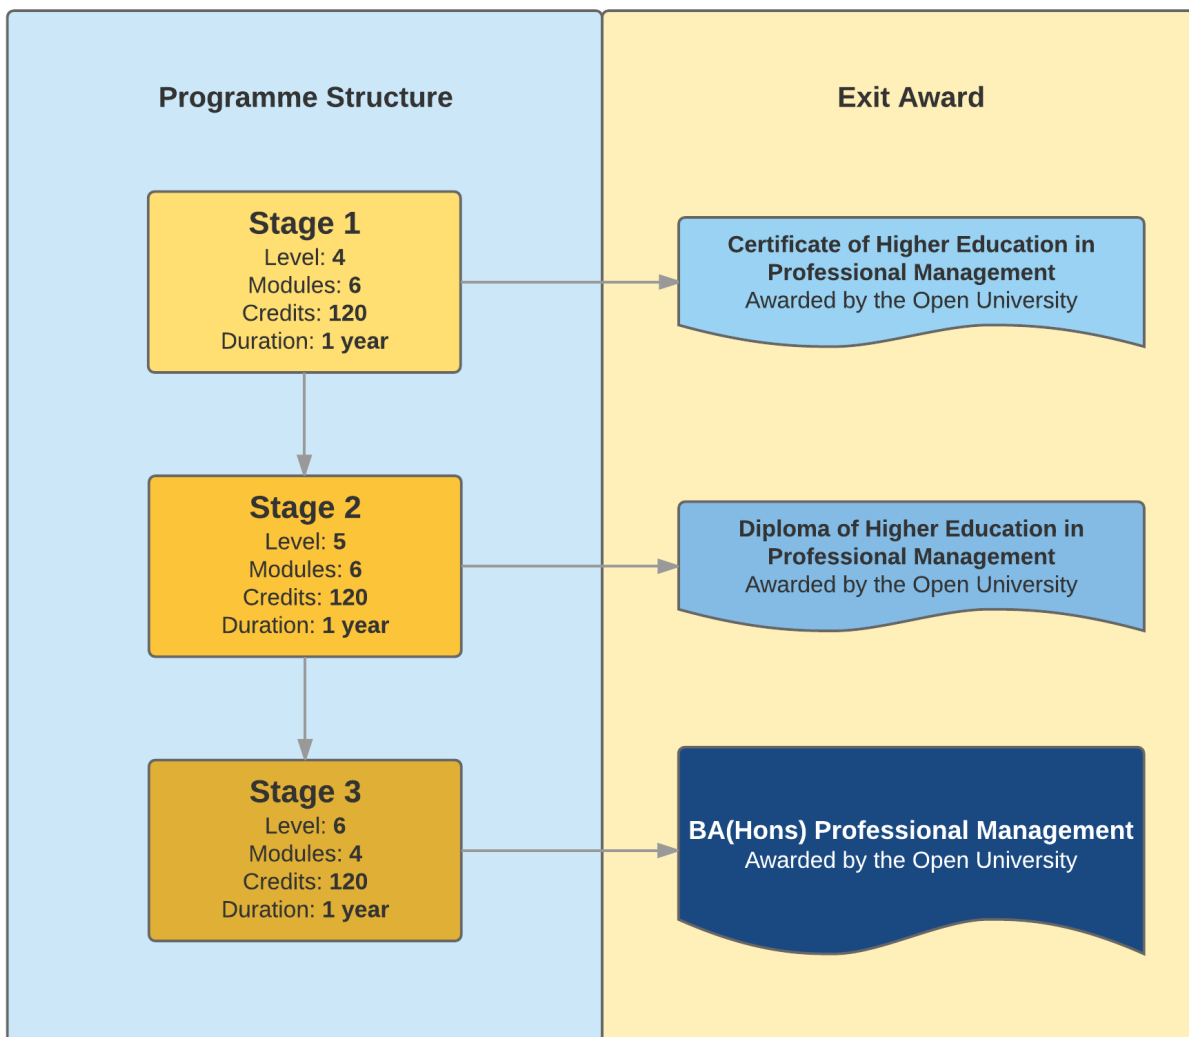 Programme Structure
Exit Award
Stage 1
Level: 4
Modules: 6
Credits: 120
Duration: 1 year
Certificate of Higher Education in
Professional Management
Awarded by the Open University
Stage 2
Level: 5
Modules: 6
Credits: 120
Duration: 1 year
Diploma of Higher Education in
Professional Management
Awarded by the Open University
Stage 3
Level: 6
Modules: 4
Credits: 120
Duration: 1 year
BA(Hons) Professional Management
Awarded by the Open University